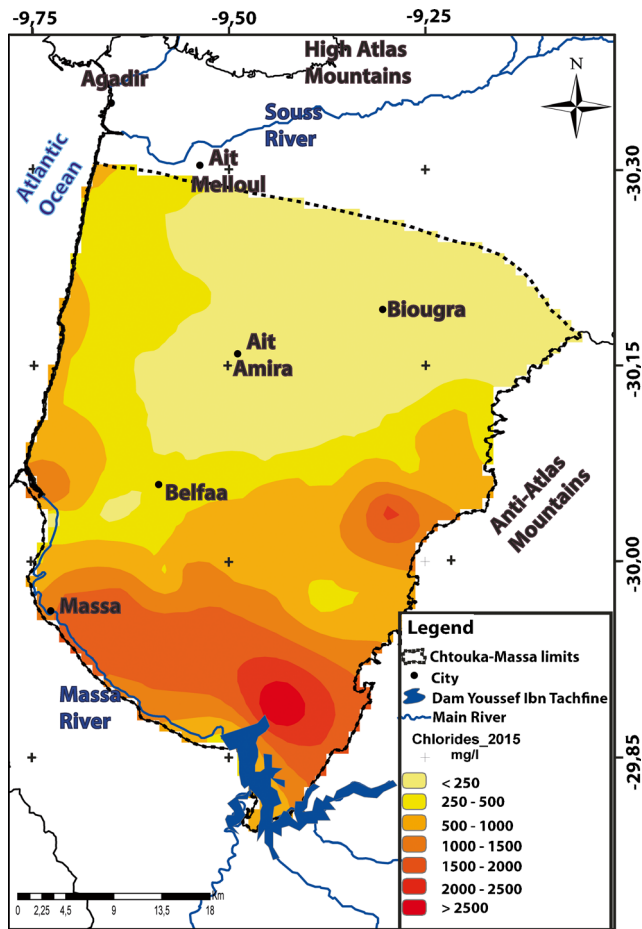 -9,75
-9,50
-9,25
High Atlas
Mountains
Agadir
N
Souss
River
Atlantic
Ocean
Ait
Melloul
-30,30
Biougra
Ait
Amira
-30,15
Belfaa
Anti-Atlas
Mountains
-30,00
Massa
Massa
River
-29,85
Legend
Chtouka-Massa limits
City
Dam Youssef Ibn Tachfine
Main River
Chlorides_2015
mg/l
< 250
250 - 500
500 - 1000
1000 - 1500
1500 - 2000
2000 - 2500
> 2500
Km
0 2,25 4,5 9 13,5 18